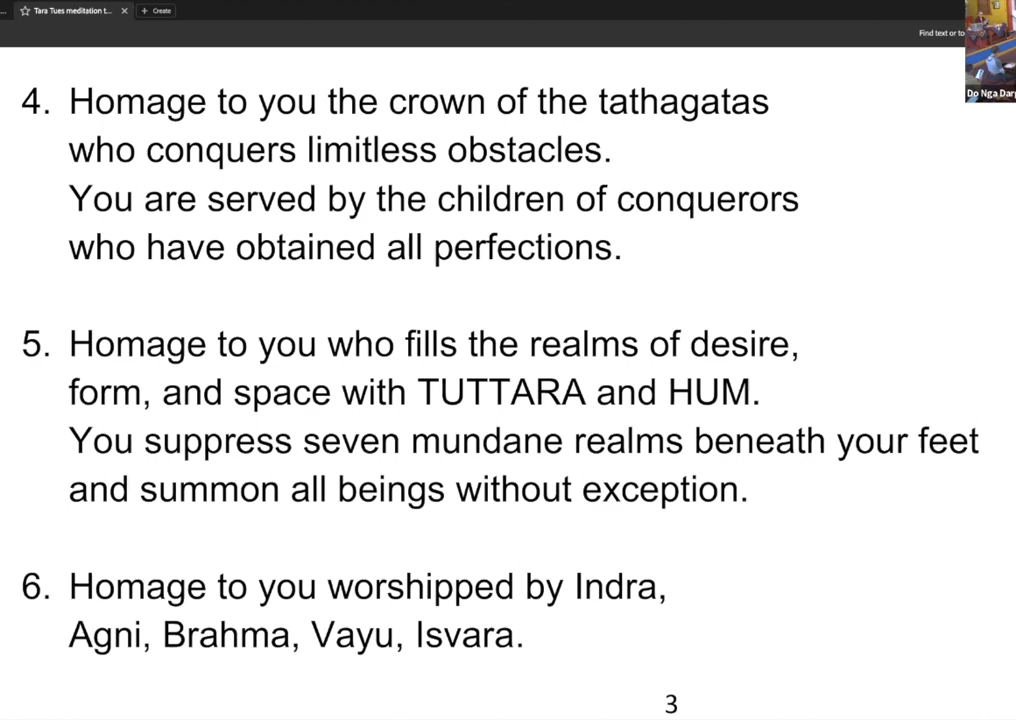 ... Tara Tues meditation t... × + Create
Find text or to
Do Nga Darg
4. Homage to you the crown of the tathagatas
who conquers limitless obstacles.
You are served by the children of conquerors
who have obtained all perfections.
5. Homage to you who fills the realms of desire,
form, and space with TUTTARA and HUM.
You suppress seven mundane realms beneath your feet
and summon all beings without exception.
6. Homage to you worshipped by Indra,
Agni, Brahma, Vayu, Isvara.
3